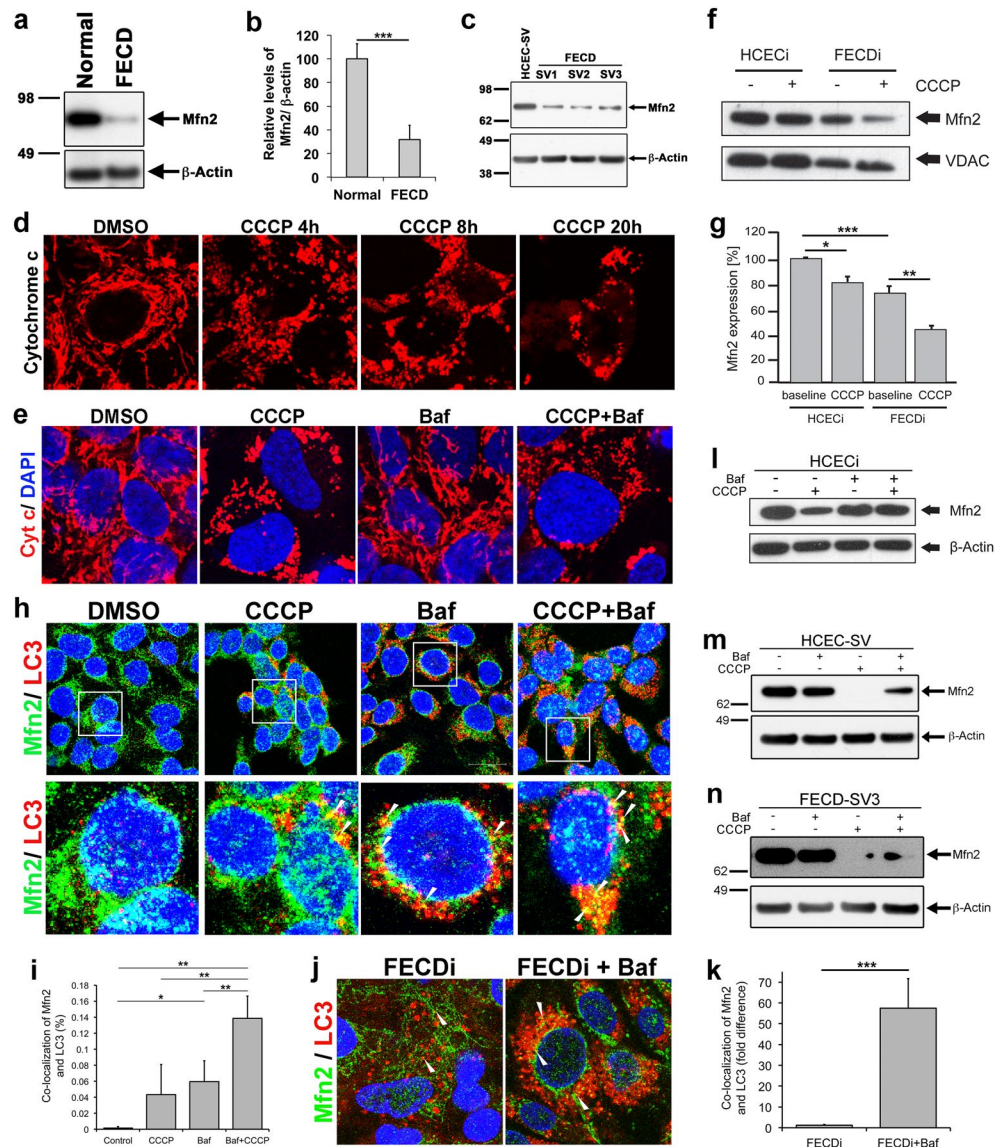 a
Normal
FECD
98
49
Mfn2
β-Actin
b
Relative levels of
Mfn2/ β-actin
120
100
80
60
40
20
0
***
Normal FECD
c
HCEC-SV
FECD
SV1 SV2 SV3
98
62
49
38
Mfn2
β-Actin
f
HCECi FECDi
- + - + CCCP
Mfn2
VDAC
d
DMSO CCCP 4h CCCP 8h CCCP 20h
Cytochrome c
g
Mfn2 expression [%]
120
100
80
60
40
120
0
***
* **
baseline CCCP baseline CCCP
HCECi FECDi
e
DMSO CCCP Baf CCCP+Baf
Cyt c/ DAPI
l
HCECi
Baf - - + +
CCCP - + - +
Mfn2
β-Actin
h
DMSO CCCP Baf CCCP+Baf
Mfn2/ LC3
Mfn2/ LC3
m
HCEC-SV
Baf - + - +
CCCP - - + +
62
49
Mfn2
β-Actin
n
FECD-SV3
Baf - + - +
CCCP - - + +
62
49
Mfn2
β-Actin
i
Co-localization of Mfn2
and LC3 (%)
0.18
0.16
0.14
0.12
0.10
0.08
0.06
0.04
0.02
0
**
**
* **
Control CCCP Baf Baf+CCCP
j
FECDi FECDi + Baf
Mfn2 / LC3
k
Co-localization of Mfn2
and LC3 (fold difference)
70
60
50
40
30
20
10
0
***
FECDi FECDi+Baf